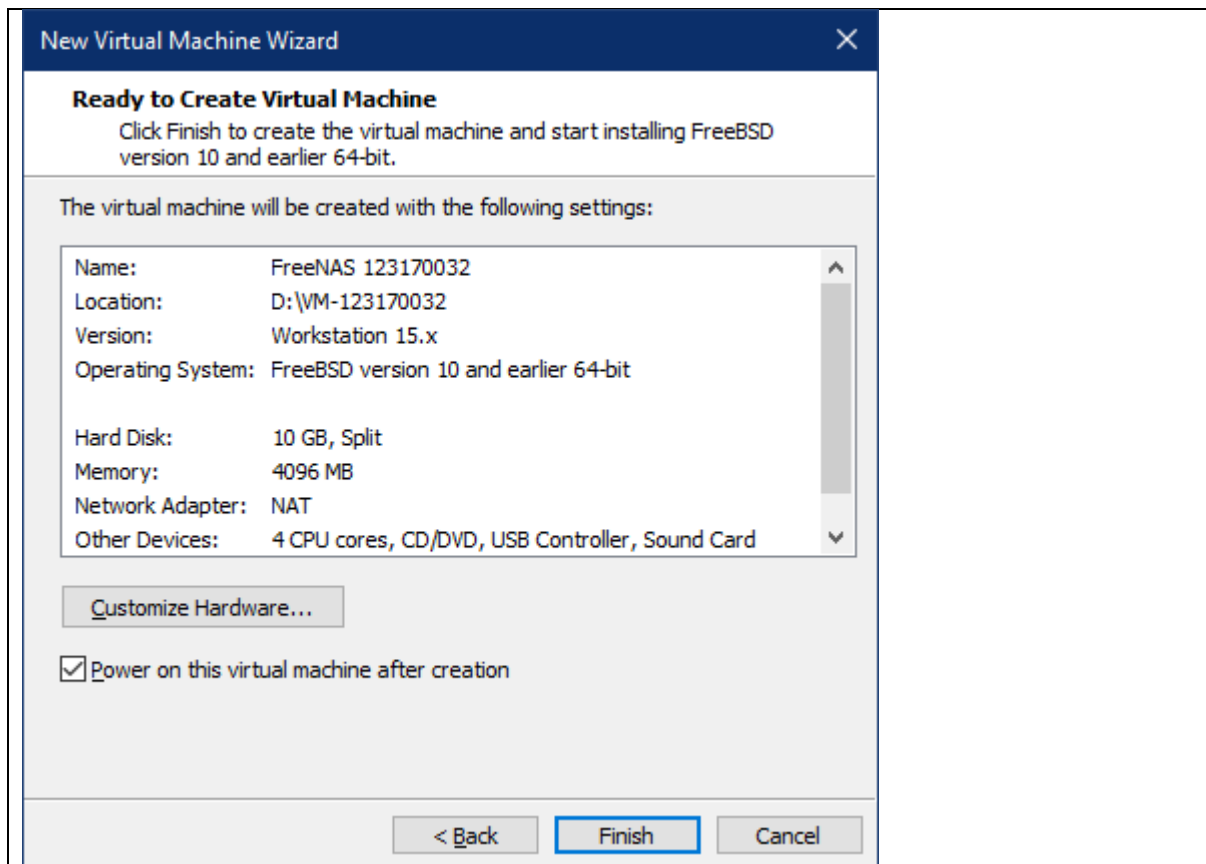 New Virtual Machine Wizard
Ready to Create Virtual Machine
Click Finish to create the virtual machine and start installing FreeBSD
version 10 and earlier 64-bit.
The virtual machine will be created with the following settings:
Name: FreeNAS 123170032
Location: D:\VM-123170032
Version: Workstation 15.x
Operating System: FreeBSD version 10 and earlier 64-bit
Hard Disk: 10 GB, Split
Memory: 4096 MB
Network Adapter: NAT
Other Devices: 4 CPU cores, CD/DVD, USB Controller, Sound Card
Customize Hardware...
Power on this virtual machine after creation
< Back Finish Cancel